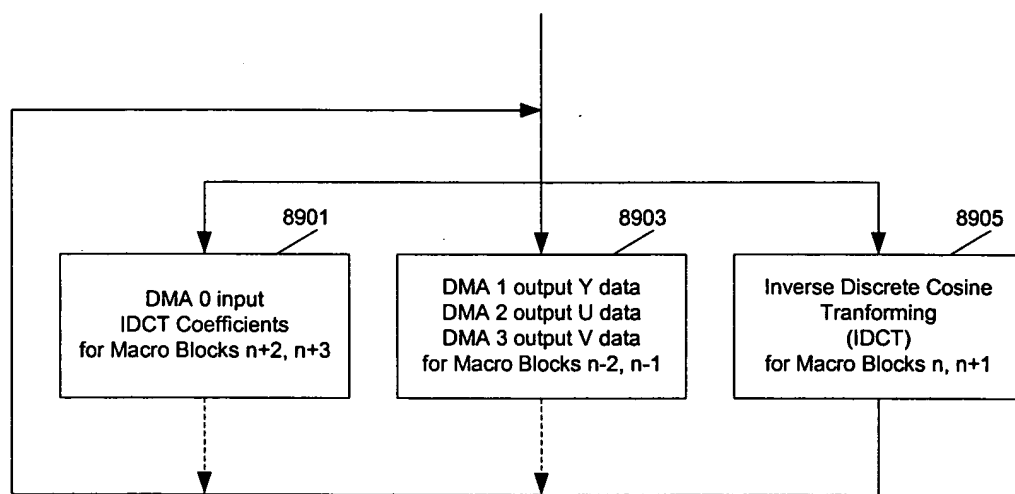 8901
8903
8905
DMA 0 input
IDCT Coefficients
for Macro Blocks n+2, n+3
DMA 1 output Y data
DMA 2 output U data
DMA 3 output V data
for Macro Blocks n-2, n-1
Inverse Discrete Cosine
Tranforming
(IDCT)
for Macro Blocks n, n+1